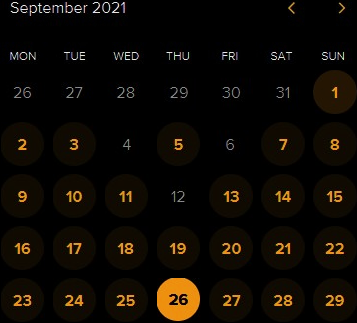 September 2021
MON TUE WED THU FRI SAT SUN
26 27 28 29 30 31 1
2 3 4 5 6 7 8
9 10 11 12 13 14 15
16 17 18 19 20 21 22
23 24 25 26 27 28 29